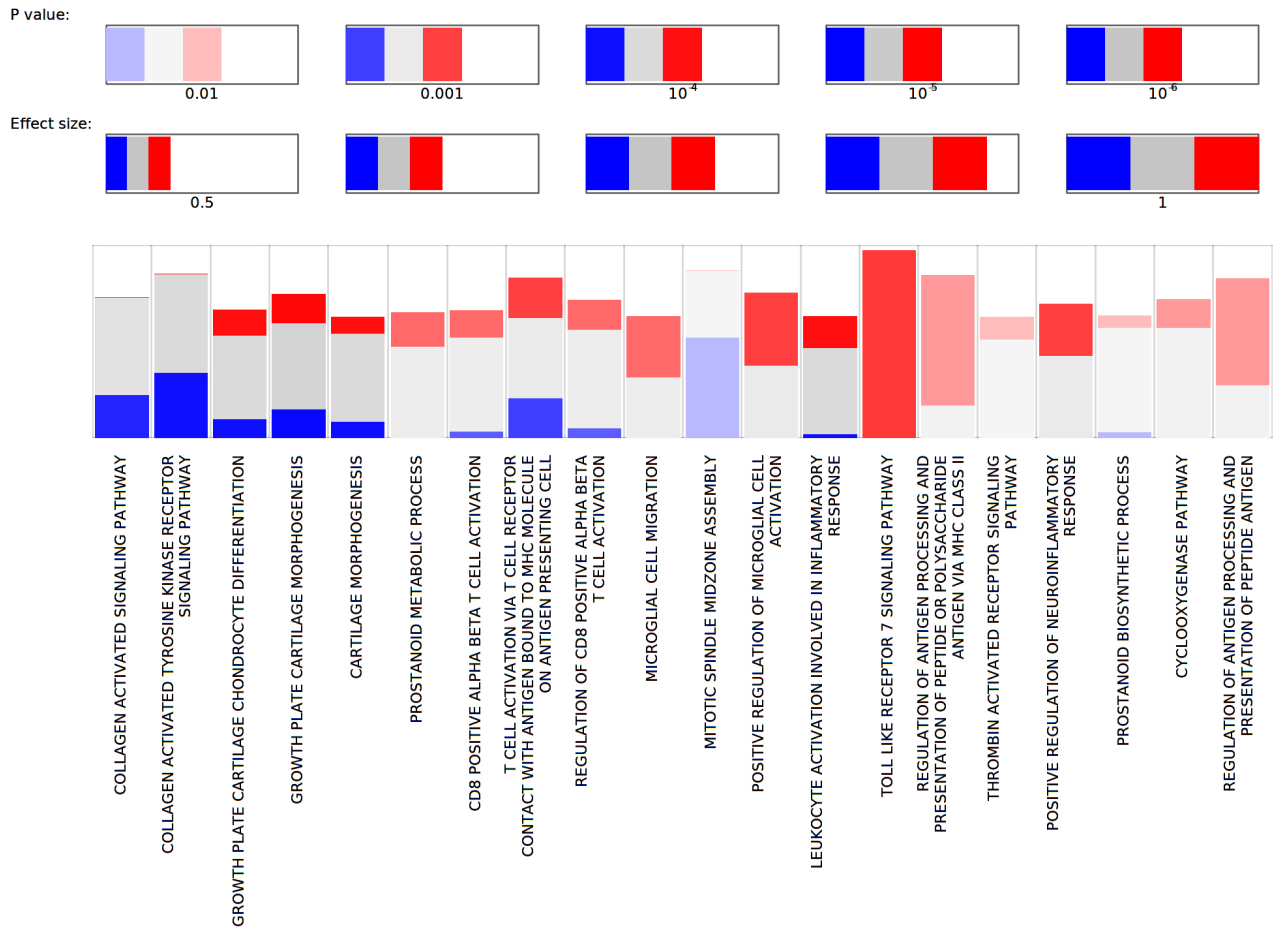 P value:
0.01
0.001
10-4
10-5
10-6
Effect size:
0.5
1
COLLAGEN ACTIVATED SIGNALING PATHWAY
COLLAGEN ACTIVATED TYROSINE KINASE RECEPTOR
SIGNALING PATHWAY
GROWTH PLATE CARTILAGE CHONDROCYTE DIFFERENTIATION
GROWTH PLATE CARTILAGE MORPHOGENESIS
CARTILAGE MORPHOGENESIS
PROSTANOID METABOLIC PROCESS
CD8 POSITIVE ALPHA BETA T CELL ACTIVATION
T CELL ACTIVATION VIA T CELL RECEPTOR
CONTACT WITH ANTIGEN BOUND TO MHC MOLECULE
ON ANTIGEN PRESENTING CELL
REGULATION OF CD8 POSITIVE ALPHA BETA
T CELL ACTIVATION
MICROGLIAL CELL MIGRATION
MITOTIC SPINDLE MIDZONE ASSEMBLY
POSITIVE REGULATION OF MICROGLIAL CELL
ACTIVATION
LEUKOCYTE ACTIVATION INVOLVED IN INFLAMMATORY
RESPONSE
TOLL LIKE RECEPTOR 7 SIGNALING PATHWAY
REGULATION OF ANTIGEN PROCESSING AND
PRESENTATION OF PEPTIDE OR POLYSACCHARIDE
ANTIGEN VIA MHC CLASS II
THROMBIN ACTIVATED RECEPTOR SIGNALING
PATHWAY
POSITIVE REGULATION OF NEUROINFLAMMATORY
RESPONSE
PROSTANOID BIOSYNTHETIC PROCESS
CYCLOOXYGENASE PATHWAY
REGULATION OF ANTIGEN PROCESSING AND
PRESENTATION OF PEPTIDE ANTIGEN